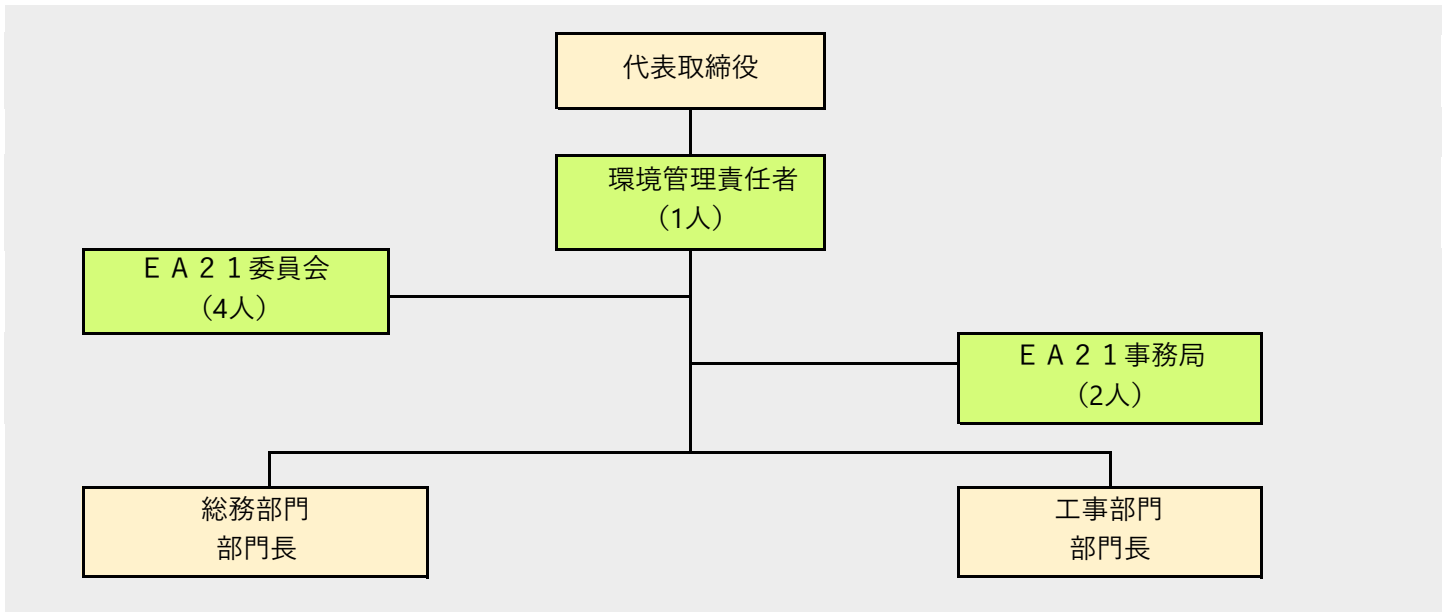 代表取締役
環境管理責任者
（1人）
ＥＡ２１委員会
（4人）
ＥＡ２１事務局
（2人）
総務部門
部門長
工事部門
部門長